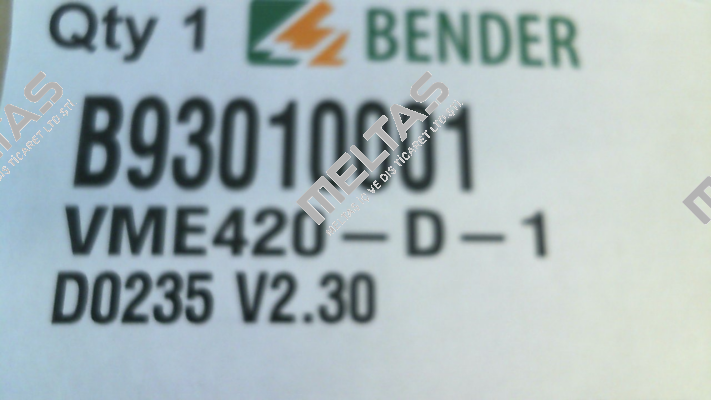 Qty 1 BENDER
B93010001
VME420-D-1
D0235 V2.30
MELTAS